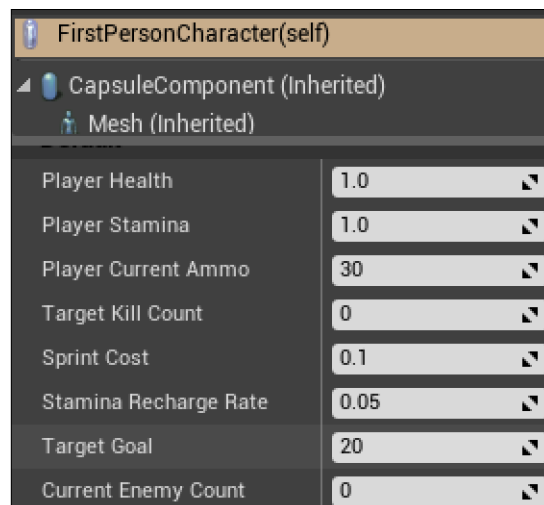 FirstPersonCharacter(self)
CapsuleComponent (Inherited)
Mesh (Inherited)
Default
Player Health 1.0
Player Stamina 1.0
Player Current Ammo 30
Target Kill Count 0
Sprint Cost 0.1
Stamina Recharge Rate 0.05
Target Goal 20
Current Enemy Count 0